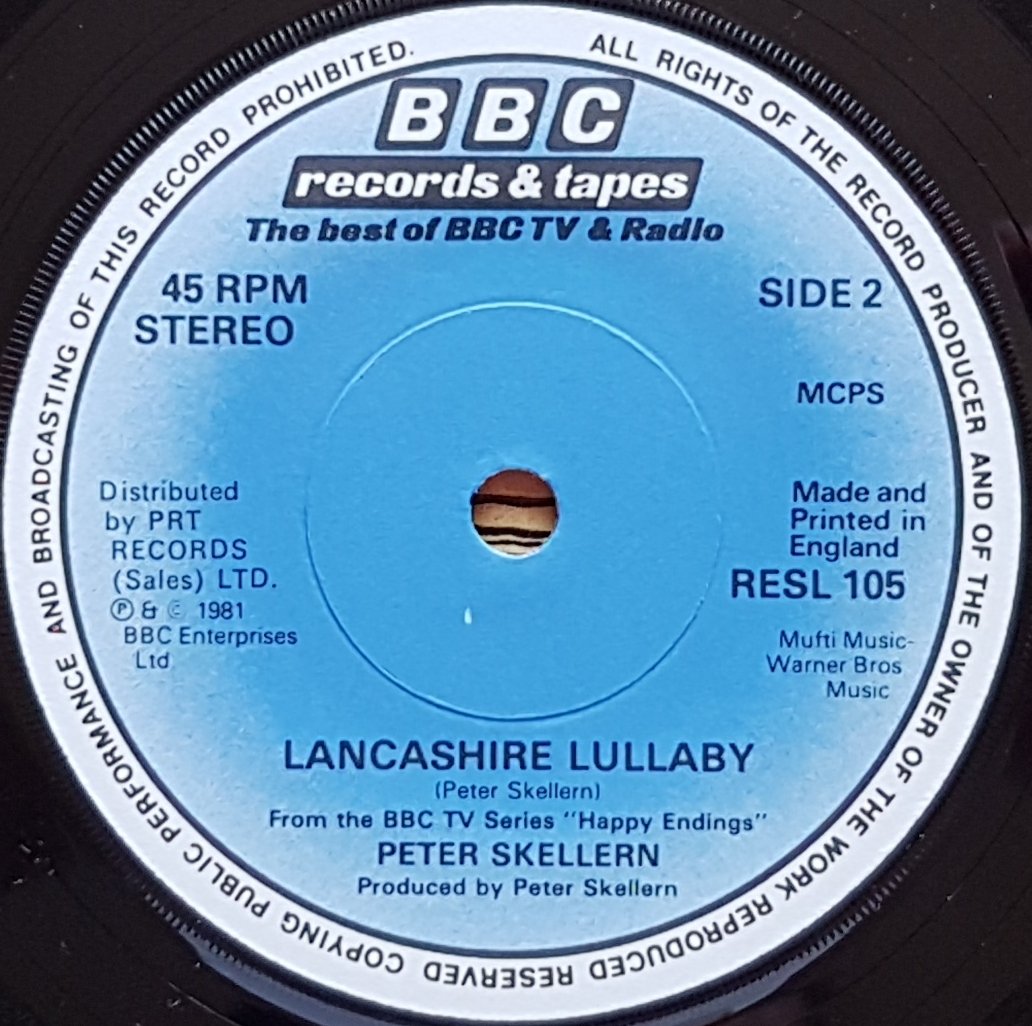 BBC
records & tapes
The best of BBC TV & Radio
45 RPM
STEREO
SIDE 2
MCPS
Distributed
by PRT
RECORDS
(Sales) LTD.
Ⓟ & © 1981
BBC Enterprises
Ltd
Made and
Printed in
England
RESL 105
Mufti Music-
Warner Bros
Music
LANCASHIRE LULLABY
(Peter Skellern)
From the BBC TV Series "Happy Endings"
PETER SKELLERN
Produced by Peter Skellern
ALL RIGHTS OF THE RECORD PRODUCER AND OF THE OWNER OF THE WORK REPRODUCED RESERVED COPYING PUBLIC PERFORMANCE AND BROADCASTING OF THIS RECORD PROHIBITED.